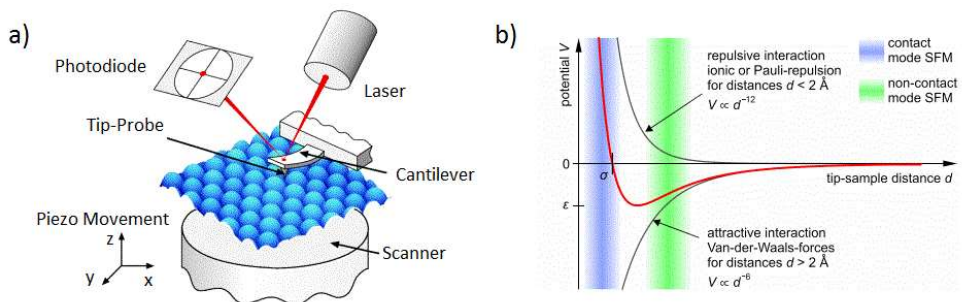 a)
Photodiode
Laser
Tip-Probe
Cantilever
Piezo Movement
z
y
x
Scanner
b)
potential V
repulsive interaction
ionic or Pauli-repulsion
for distances d < 2 Å
V ∝ d⁻¹²
contact
mode SFM
non-contact
mode SFM
0
σ
tip-sample distance d
ε
attractive interaction
Van-der-Waals-forces
for distances d > 2 Å
V ∝ d⁻⁶